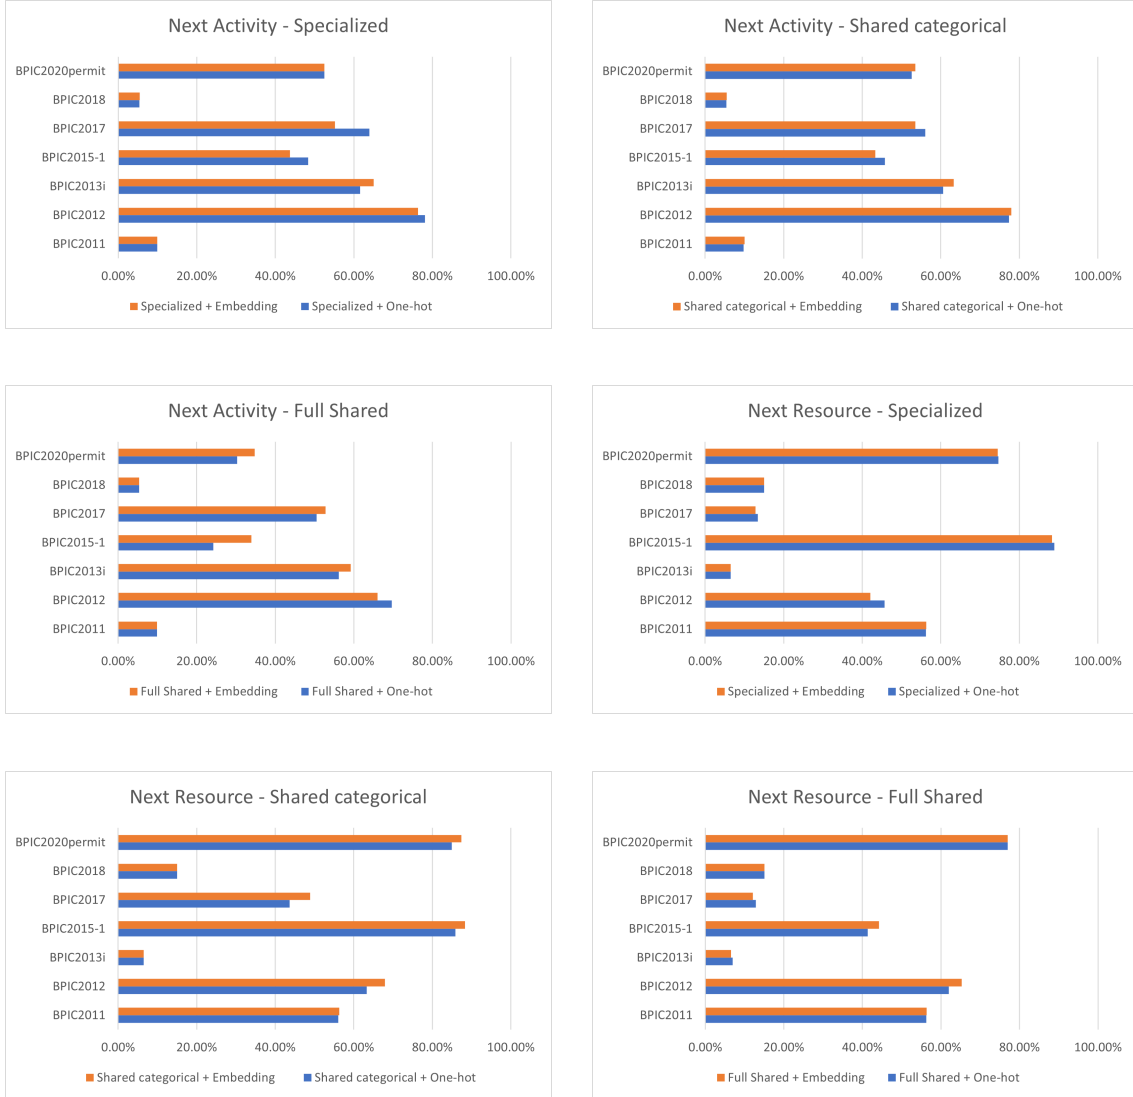 Next Activity - Specialized
BPIC2020permit
BPIC2018
BPIC2017
BPIC2015-1
BPIC2013i
BPIC2012
BPIC2011
0.00% 20.00% 40.00% 60.00% 80.00% 100.00%
Specialized + Embedding Specialized + One-hot
Next Activity - Shared categorical
BPIC2020permit
BPIC2018
BPIC2017
BPIC2015-1
BPIC2013i
BPIC2012
BPIC2011
0.00% 20.00% 40.00% 60.00% 80.00% 100.00%
Shared categorical + Embedding Shared categorical + One-hot
Next Activity - Full Shared
BPIC2020permit
BPIC2018
BPIC2017
BPIC2015-1
BPIC2013i
BPIC2012
BPIC2011
0.00% 20.00% 40.00% 60.00% 80.00% 100.00%
Full Shared + Embedding Full Shared + One-hot
Next Resource - Specialized
BPIC2020permit
BPIC2018
BPIC2017
BPIC2015-1
BPIC2013i
BPIC2012
BPIC2011
0.00% 20.00% 40.00% 60.00% 80.00% 100.00%
Specialized + Embedding Specialized + One-hot
Next Resource - Shared categorical
BPIC2020permit
BPIC2018
BPIC2017
BPIC2015-1
BPIC2013i
BPIC2012
BPIC2011
0.00% 20.00% 40.00% 60.00% 80.00% 100.00%
Shared categorical + Embedding Shared categorical + One-hot
Next Resource - Full Shared
BPIC2020permit
BPIC2018
BPIC2017
BPIC2015-1
BPIC2013i
BPIC2012
BPIC2011
0.00% 20.00% 40.00% 60.00% 80.00% 100.00%
Full Shared + Embedding Full Shared + One-hot